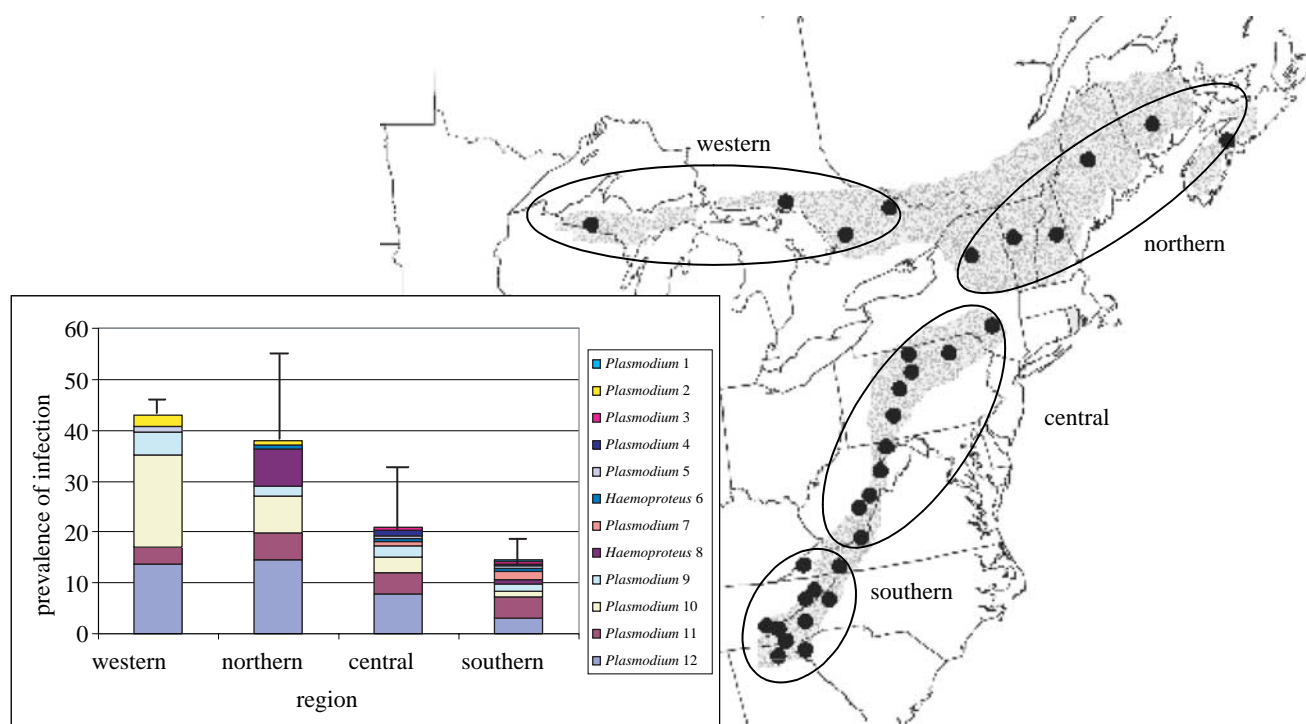 western
northern
central
southern
60
50
40
30
20
10
0
prevalence of infection
western northern central southern
region
Plasmodium 1
Plasmodium 2
Plasmodium 3
Plasmodium 4
Plasmodium 5
Haemoproteus 6
Plasmodium 7
Haemoproteus 8
Plasmodium 9
Plasmodium 10
Plasmodium 11
Plasmodium 12